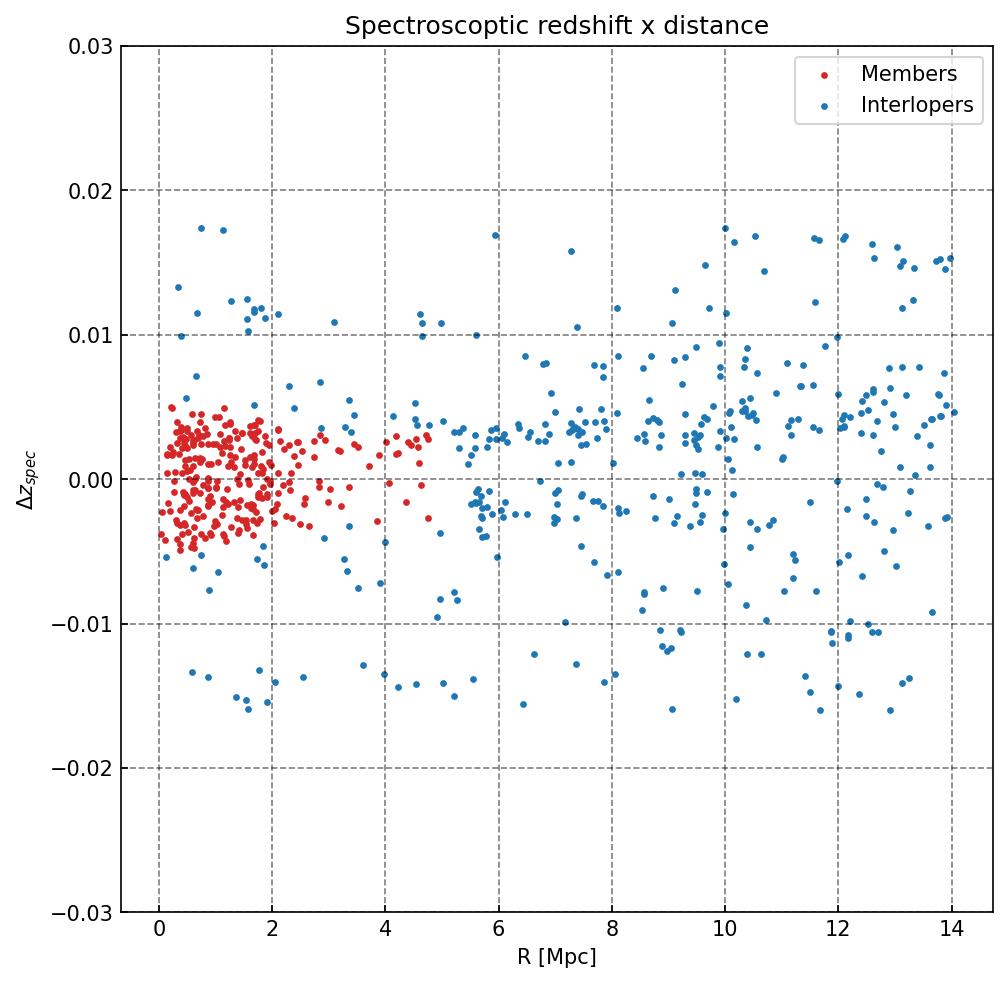 Spectroscoptic redshift x distance
Members
Interlopers
0.03
0.02
0.01
0.00
−0.01
−0.02
−0.03
Δz_spec
0 2 4 6 8 10 12 14
R [Mpc]